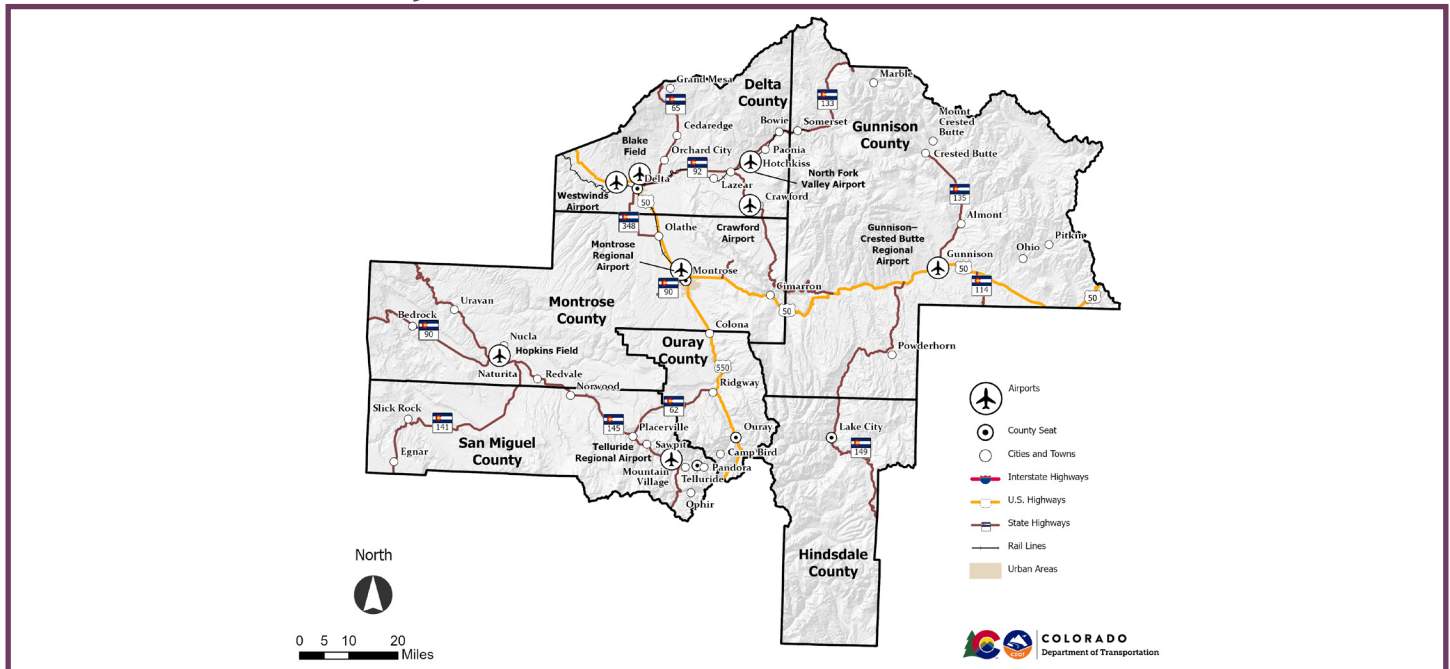 Grand Mesa
65
Delta
County
133
Marble
Mount
Crested
Butte
Cedaredge
Bowie
Somerset
Gunnison
County
Blake
Field
Orchard City
Paonia
Crested Butte
92
Hotchkiss
Delta
Lazear
North Fork
Valley Airport
Westwinds
Airport
50
Crawford
135
348
Olathe
Crawford
Airport
Almont
Montrose
Regional
Airport
Gunnison–
Crested Butte
Regional
Airport
Pitkin
Ohio
Montrose
Gunnison
50
90
Cimarron
114
50
50
Uravan
Montrose
County
Bedrock
90
Colona
Nucla
Hopkins Field
Ouray
County
Powderhorn
Naturita
Redvale
550
Norwood
Ridgway
Slick Rock
141
62
145
Placerville
Ouray
Lake City
149
San Miguel
County
Sawpit
Telluride
Regional Airport
Camp Bird
Egnar
Mountain
Village
Pandora
Telluride
Ophir
Hindsdale
County
Airports
County Seat
Cities and Towns
Interstate Highways
U.S. Highways
State Highways
Rail Lines
Urban Areas
North
0 5 10 20
Miles
COLORADO
Department of Transportation